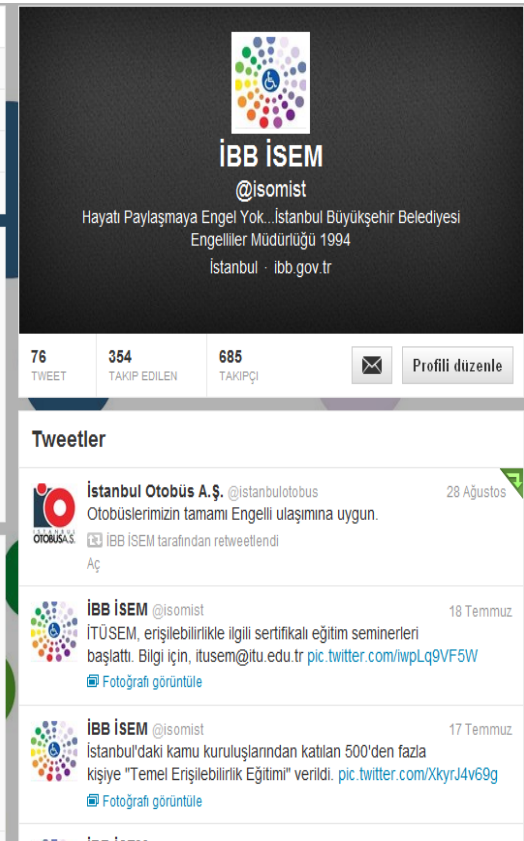 İBB İSEM
@isomist
Hayatı Paylaşmaya Engel Yok...İstanbul Büyükşehir Belediyesi
Engelliler Müdürlüğü 1994
İstanbul · ibb.gov.tr
76
TWEET
354
TAKIP EDILEN
685
TAKIPÇI
Profili düzenle
Tweetler
İstanbul Otobüs A.Ş. @istanbulotobus 28 Ağustos
Otobüslerimizin tamamı Engelli ulaşımına uygun.
İBB İSEM tarafından retweetlendi
Aç
İSTANBUL
OTOBÜSA.Ş.
İBB İSEM @isomist 18 Temmuz
İTÜSEM, erişilebilirlikle ilgili sertifikalı eğitim seminerleri
başlattı. Bilgi için, itusem@itu.edu.tr pic.twitter.com/iwpLq9VF5W
Fotoğrafı görüntüle
İBB İSEM @isomist 17 Temmuz
İstanbul'daki kamu kuruluşlarından katılan 500'den fazla
kişiye "Temel Erişilebilirlik Eğitimi" verildi. pic.twitter.com/XkyrJ4v69g
Fotoğrafı görüntüle